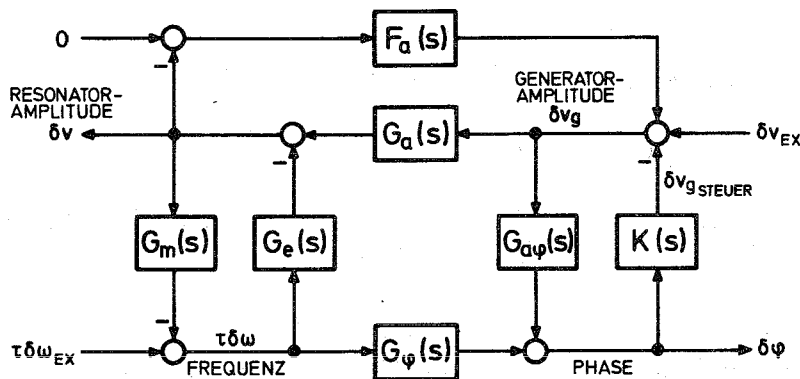 0
F_a(s)
RESONATOR-
AMPLITUDE
δv
GENERATOR-
AMPLITUDE
δv_g
G_a(s)
δv_EX
δv_g STEUER
G_m(s)
G_e(s)
G_aφ(s)
K(s)
τδω_EX
τδω
FREQUENZ
G_φ(s)
PHASE
δφ